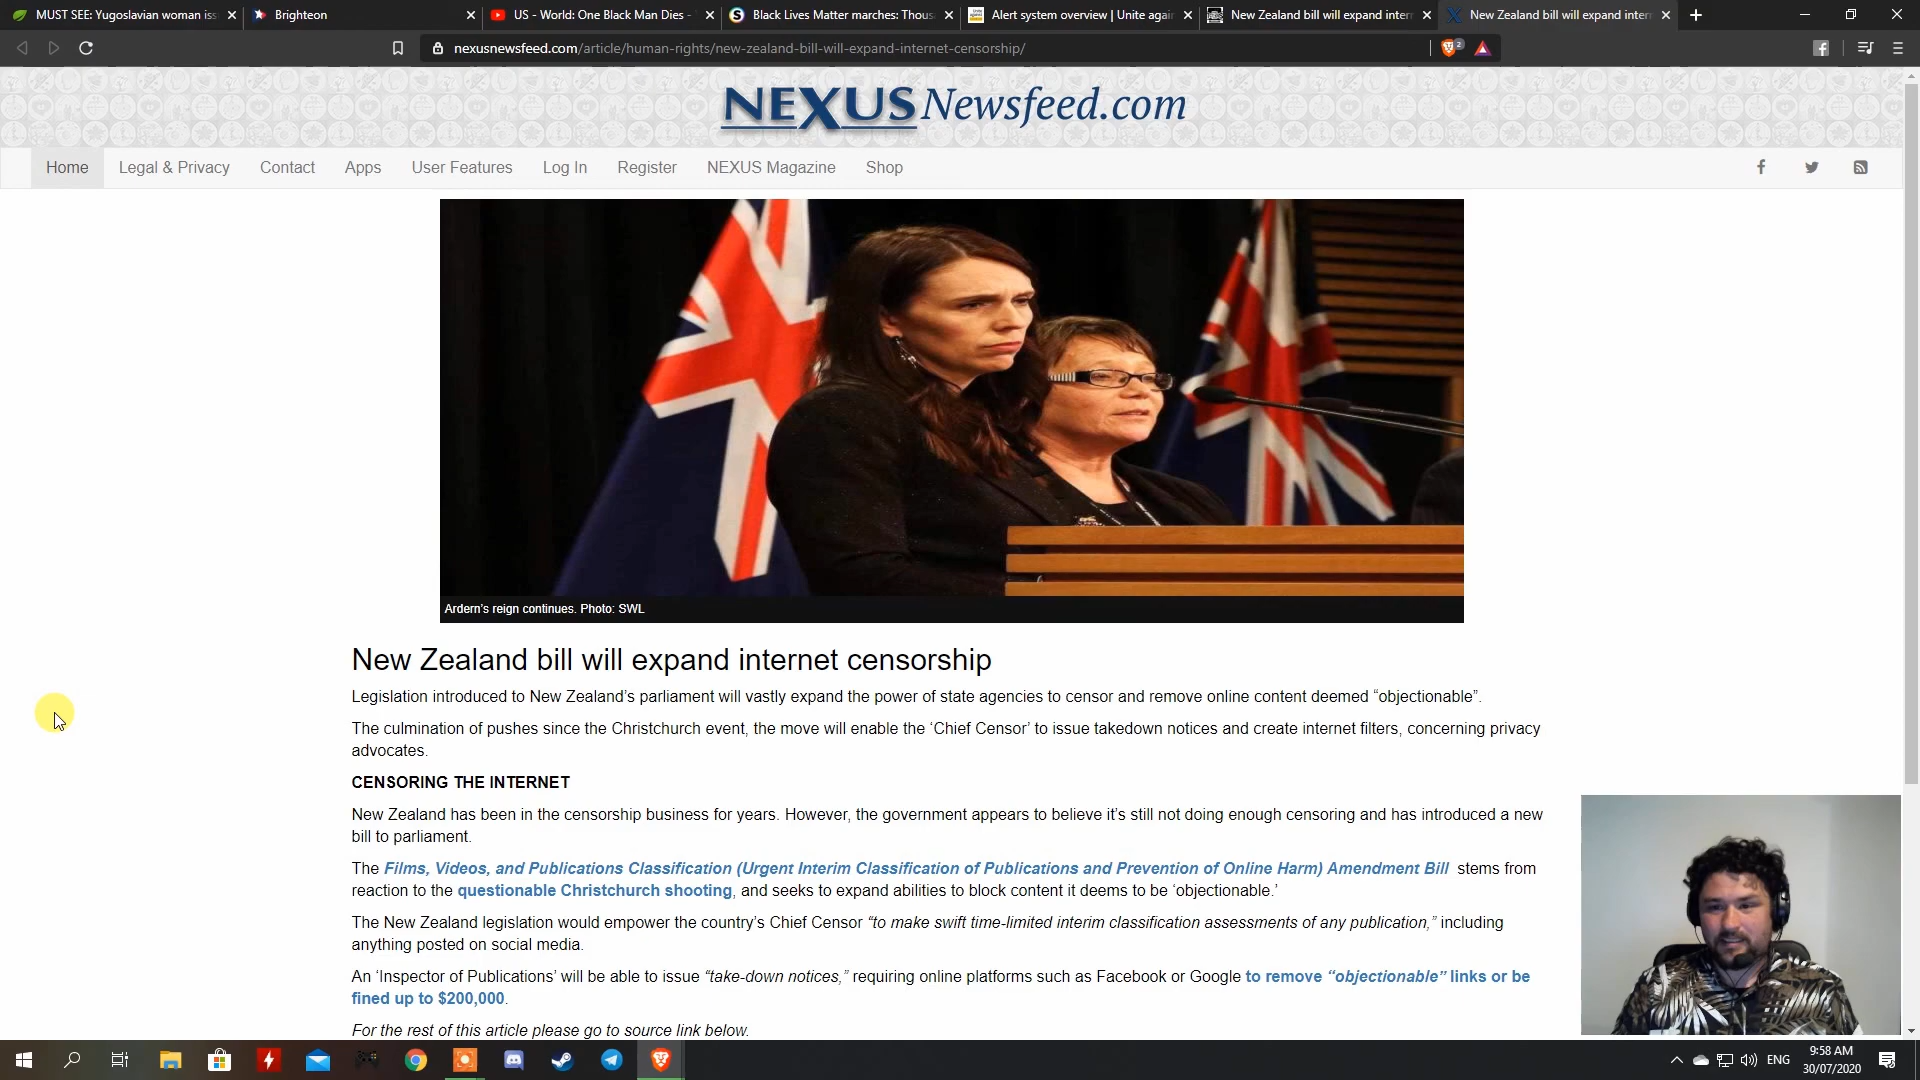 MUST SEE: Yugoslavian woman iss
Brighteon
US - World: One Black Man Dies -
Black Lives Matter marches: Thous
Alert system overview | Unite again
New Zealand bill will expand intern
New Zealand bill will expand intern
nexusnewsfeed.com/article/human-rights/new-zealand-bill-will-expand-internet-censorship/
2
NEXUS Newsfeed.com
Home
Legal & Privacy
Contact
Apps
User Features
Log In
Register
NEXUS Magazine
Shop
Ardern's reign continues. Photo: SWL
New Zealand bill will expand internet censorship
Legislation introduced to New Zealand's parliament will vastly expand the power of state agencies to censor and remove online content deemed “objectionable”.
The culmination of pushes since the Christchurch event, the move will enable the ‘Chief Censor’ to issue takedown notices and create internet filters, concerning privacy
advocates.
CENSORING THE INTERNET
New Zealand has been in the censorship business for years. However, the government appears to believe it's still not doing enough censoring and has introduced a new
bill to parliament.
The Films, Videos, and Publications Classification (Urgent Interim Classification of Publications and Prevention of Online Harm) Amendment Bill stems from
reaction to the questionable Christchurch shooting, and seeks to expand abilities to block content it deems to be ‘objectionable.’
The New Zealand legislation would empower the country's Chief Censor “to make swift time-limited interim classification assessments of any publication,” including
anything posted on social media.
An ‘Inspector of Publications’ will be able to issue “take-down notices,” requiring online platforms such as Facebook or Google to remove “objectionable” links or be
fined up to $200,000.
For the rest of this article please go to source link below.
ENG
9:58 AM
30/07/2020